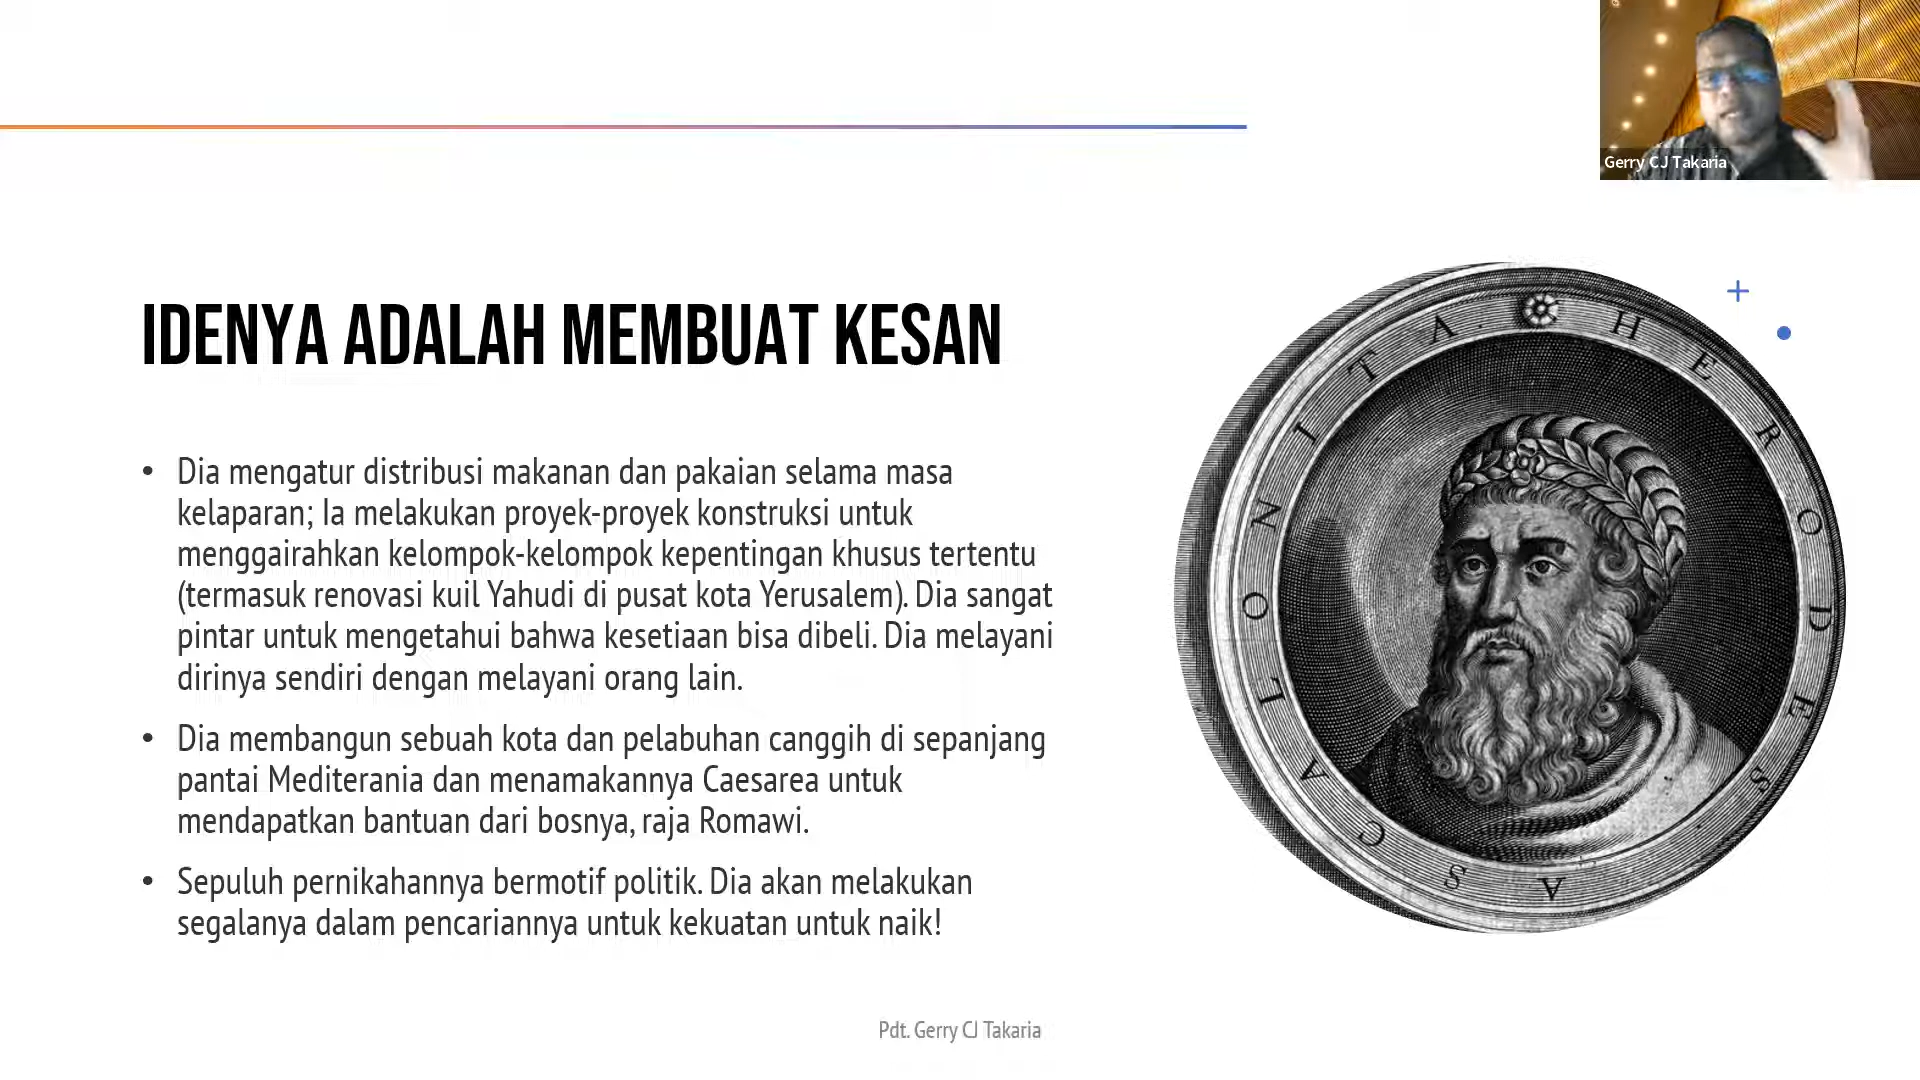 Gerry CJ Takaria
IDENYA ADALAH MEMBUAT KESAN
• Dia mengatur distribusi makanan dan pakaian selama masa
kelaparan; Ia melakukan proyek-proyek konstruksi untuk
menggairahkan kelompok-kelompok kepentingan khusus tertentu
(termasuk renovasi kuil Yahudi di pusat kota Yerusalem). Dia sangat
pintar untuk mengetahui bahwa kesetiaan bisa dibeli. Dia melayani
dirinya sendiri dengan melayani orang lain.
• Dia membangun sebuah kota dan pelabuhan canggih di sepanjang
pantai Mediterania dan menamakannya Caesarea untuk
mendapatkan bantuan dari bosnya, raja Romawi.
• Sepuluh pernikahannya bermotif politik. Dia akan melakukan
segalanya dalam pencariannya untuk kekuatan untuk naik!
HERODES ASCALONITA.
Pdt. Gerry CJ Takaria